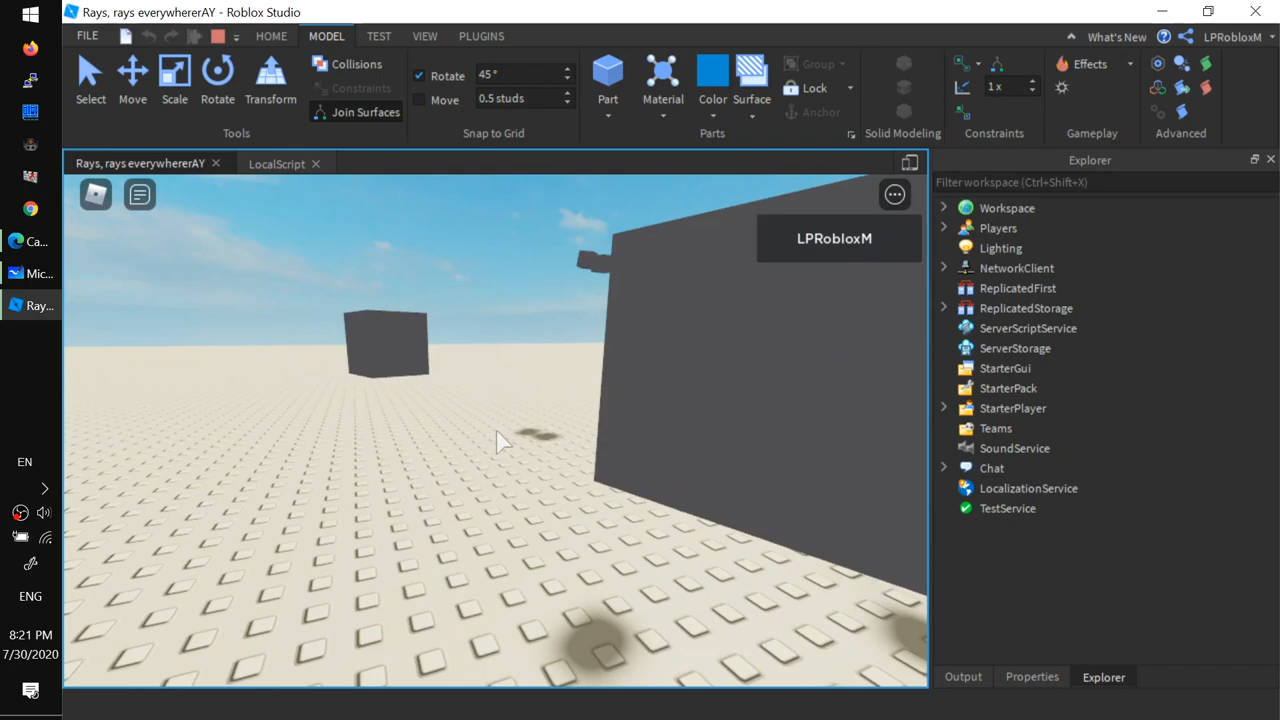 Rays, rays everywhererAY - Roblox Studio
FILE
HOME
MODEL
TEST
VIEW
PLUGINS
What's New
LPRobloxM
Select
Move
Scale
Rotate
Transform
Collisions
Constraints
Join Surfaces
Tools
Rotate
45°
Move
0.5 studs
Snap to Grid
Part
Material
Color
Surface
Group
Lock
Anchor
Parts
Solid Modeling
1 x
Constraints
Effects
Gameplay
Advanced
Rays, rays everywhererAY
LocalScript
LPRobloxM
Explorer
Filter workspace (Ctrl+Shift+X)
Workspace
Players
Lighting
NetworkClient
ReplicatedFirst
ReplicatedStorage
ServerScriptService
ServerStorage
StarterGui
StarterPack
StarterPlayer
Teams
SoundService
Chat
LocalizationService
TestService
Output
Properties
Explorer
Ca...
Mic...
Ray...
EN
ENG
8:21 PM
7/30/2020